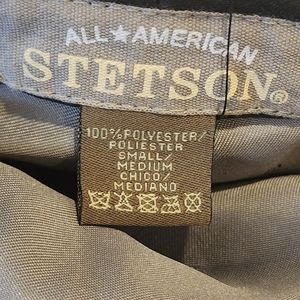 ALL★AMERICAN
STETSON®
100% POLYESTER/
POLIESTER
SMALL/
MEDIUM
CHICO/
MEDIANO